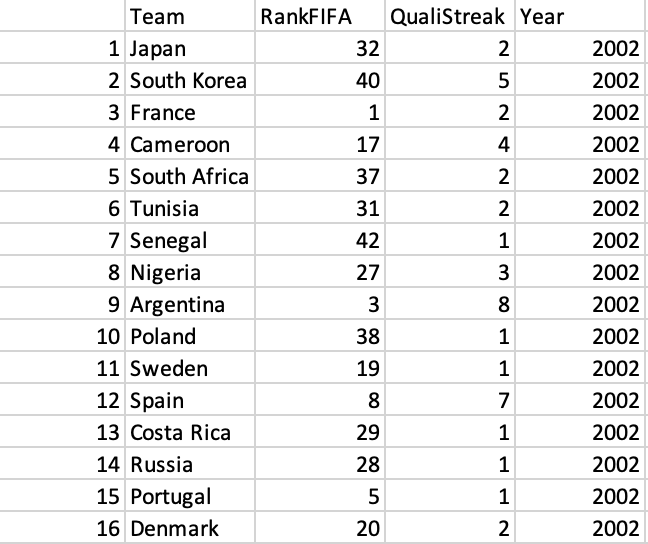 Team RankFIFA QualiStreak Year
1 Japan 32 2 2002
2 South Korea 40 5 2002
3 France 1 2 2002
4 Cameroon 17 4 2002
5 South Africa 37 2 2002
6 Tunisia 31 2 2002
7 Senegal 42 1 2002
8 Nigeria 27 3 2002
9 Argentina 3 8 2002
10 Poland 38 1 2002
11 Sweden 19 1 2002
12 Spain 8 7 2002
13 Costa Rica 29 1 2002
14 Russia 28 1 2002
15 Portugal 5 1 2002
16 Denmark 20 2 2002